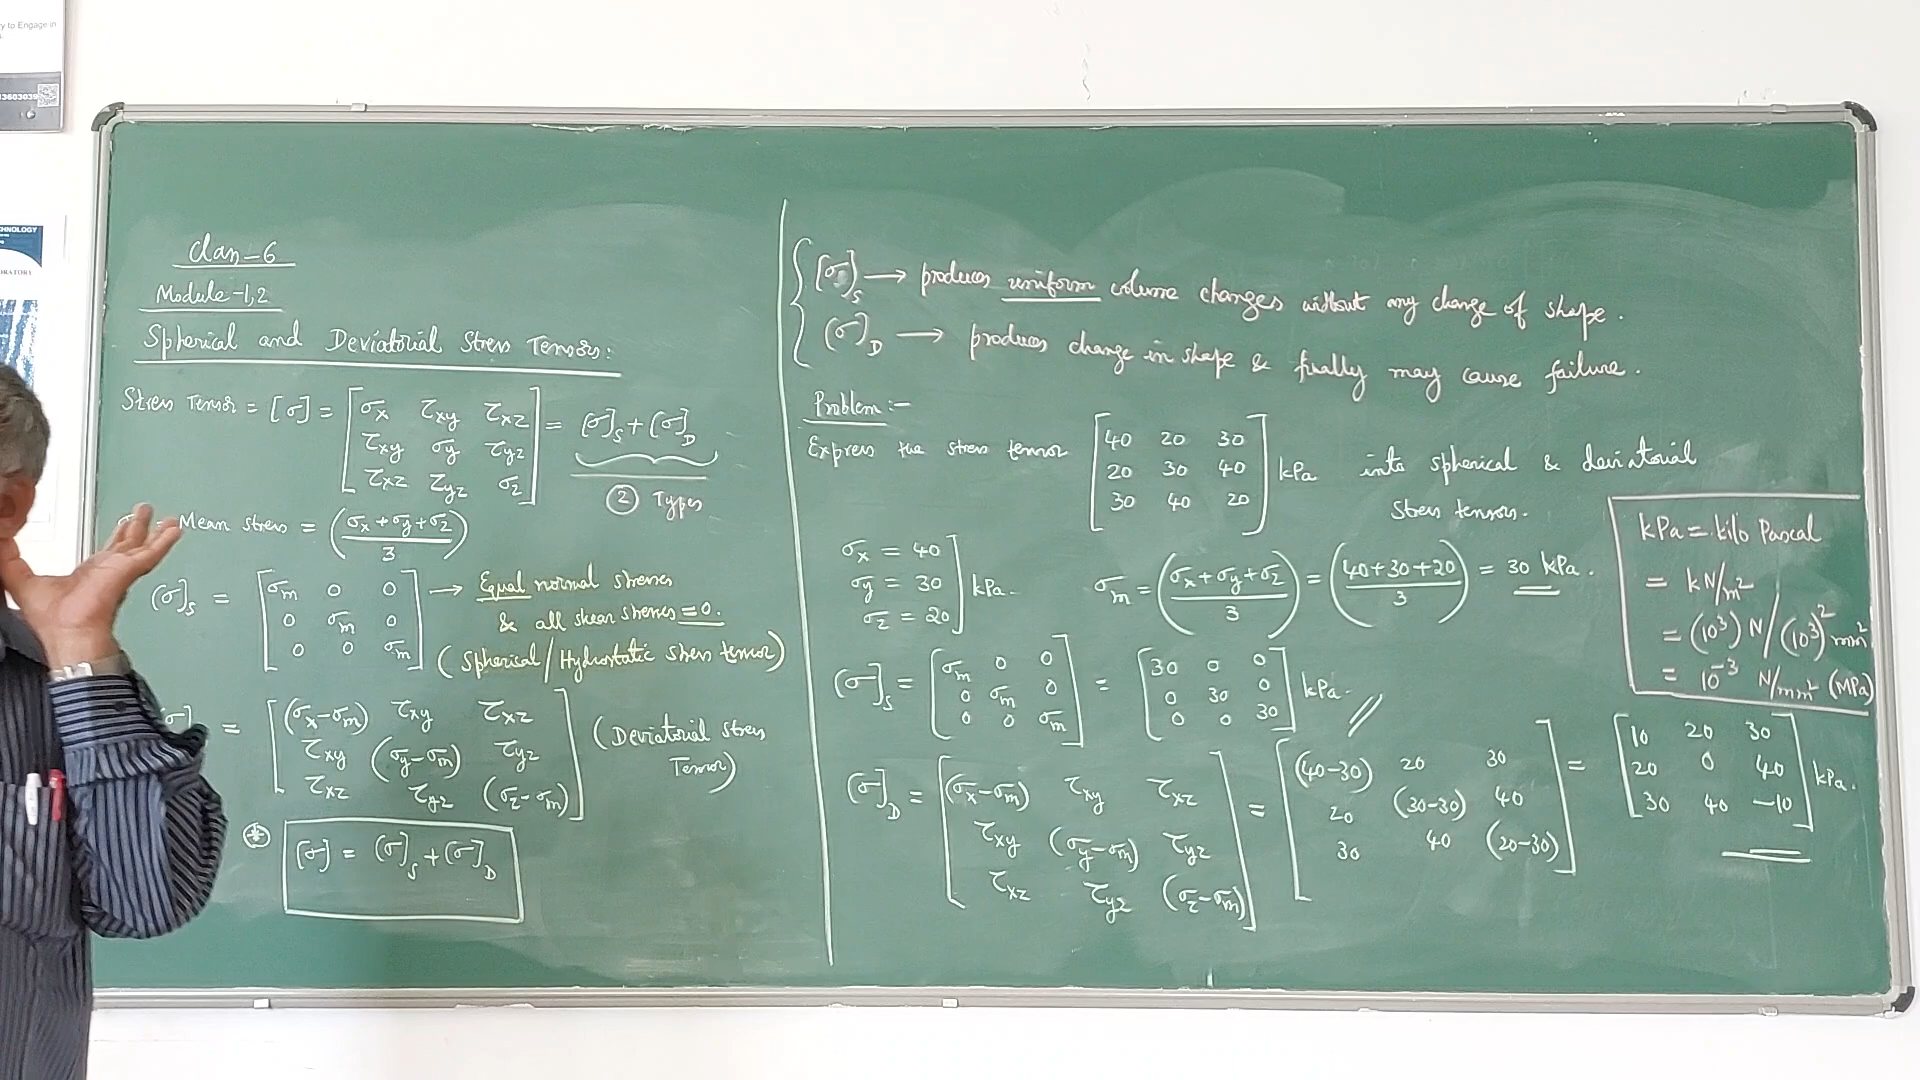 y to Engage in
13603039
HNOLOGY
ORATORY
Class-6
Module-1,2
Spherical and Deviatorial Stress Tensors:
Stress Tensor = [σ] = [σx τxy τxz
τxy σy τyz
τxz τyz σz] = [σ]S + [σ]D
② Types
Mean stress = ((σx+σy+σz)/3)
[σ]S = [σm 0 0
0 σm 0
0 0 σm] → Equal normal stresses
& all shear stresses = 0.
(Spherical/Hydrostatic stress tensor)
[σ] = [(σx-σm) τxy τxz
τxy (σy-σm) τyz
τxz τyz (σz-σm)] (Deviatorial stress
Tensor)
* [σ] = [σ]S + [σ]D
[σ]S → produces uniform volume changes without any change of shape.
[σ]D → produces change in shape & finally may cause failure.
Problem:-
Express the stress tensor [40 20 30
20 30 40
30 40 20] kPa into spherical & deviatorial
stress tensors.
σx = 40
σy = 30
σz = 20] kPa.
σm = ((σx+σy+σz)/3) = ((40+30+20)/3) = 30 kPa.
kPa = kilo Pascal
= kN/m²
= (10³) N/(10³)² mm²
= 10⁻³ N/mm² (MPa)
[σ]S = [σm 0 0
0 σm 0
0 0 σm] = [30 0 0
0 30 0
0 0 30] kPa.
[σ]D = [(σx-σm) τxy τxz
τxy (σy-σm) τyz
τxz τyz (σz-σm)] = [(40-30) 20 30
20 (30-30) 40
30 40 (20-30)] = [10 20 30
20 0 40
30 40 -10] kPa.